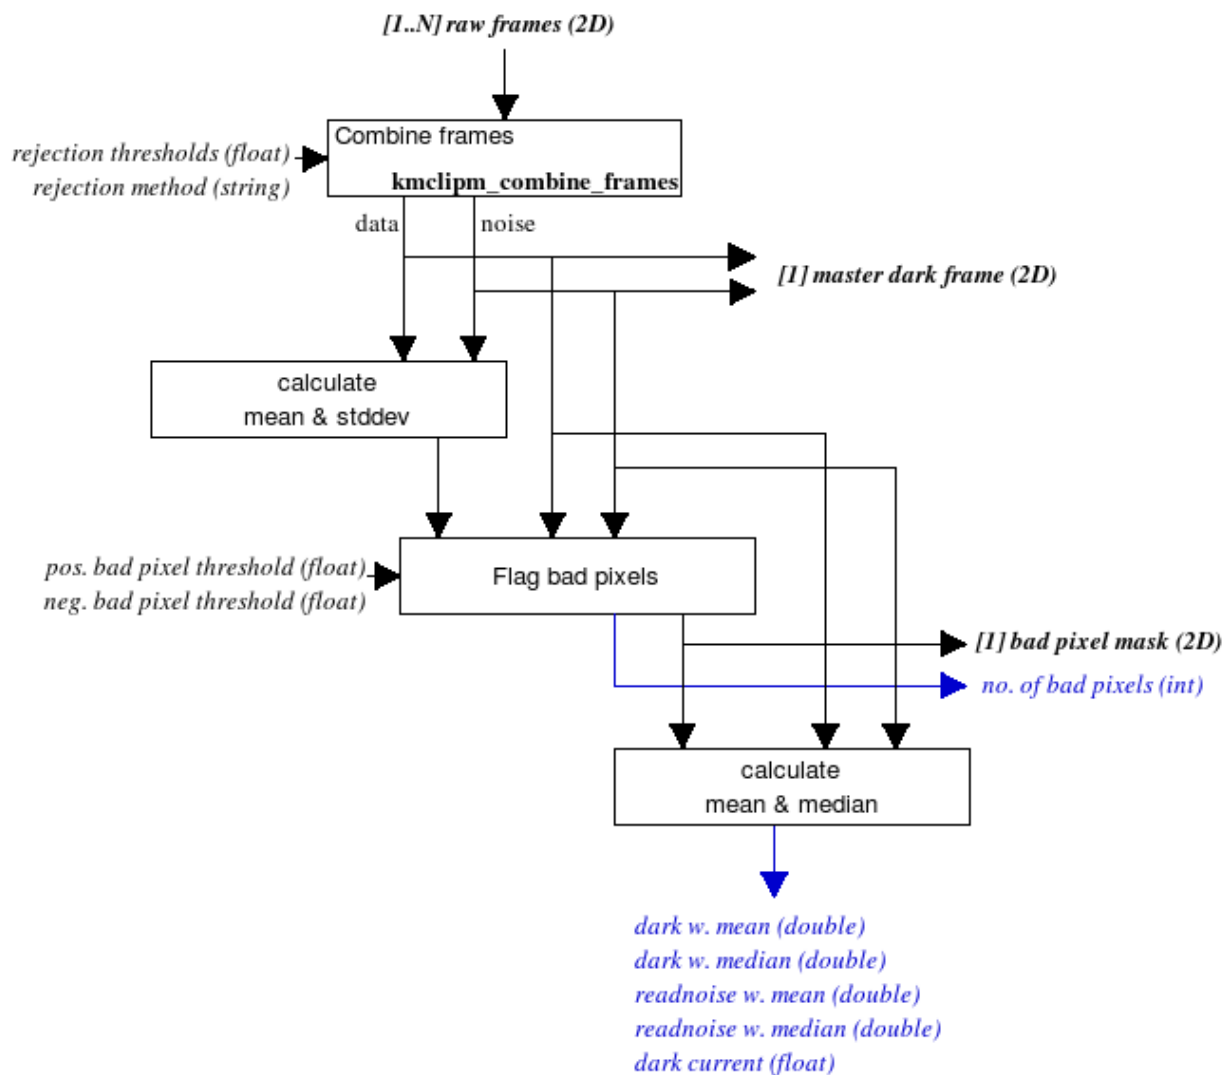 [1..N] raw frames (2D)
Combine frames
rejection thresholds (float)
rejection method (string)
kmclipm_combine_frames
data
noise
[1] master dark frame (2D)
calculate
mean & stddev
pos. bad pixel threshold (float)
neg. bad pixel threshold (float)
Flag bad pixels
[1] bad pixel mask (2D)
no. of bad pixels (int)
calculate
mean & median
dark w. mean (double)
dark w. median (double)
readnoise w. mean (double)
readnoise w. median (double)
dark current (float)